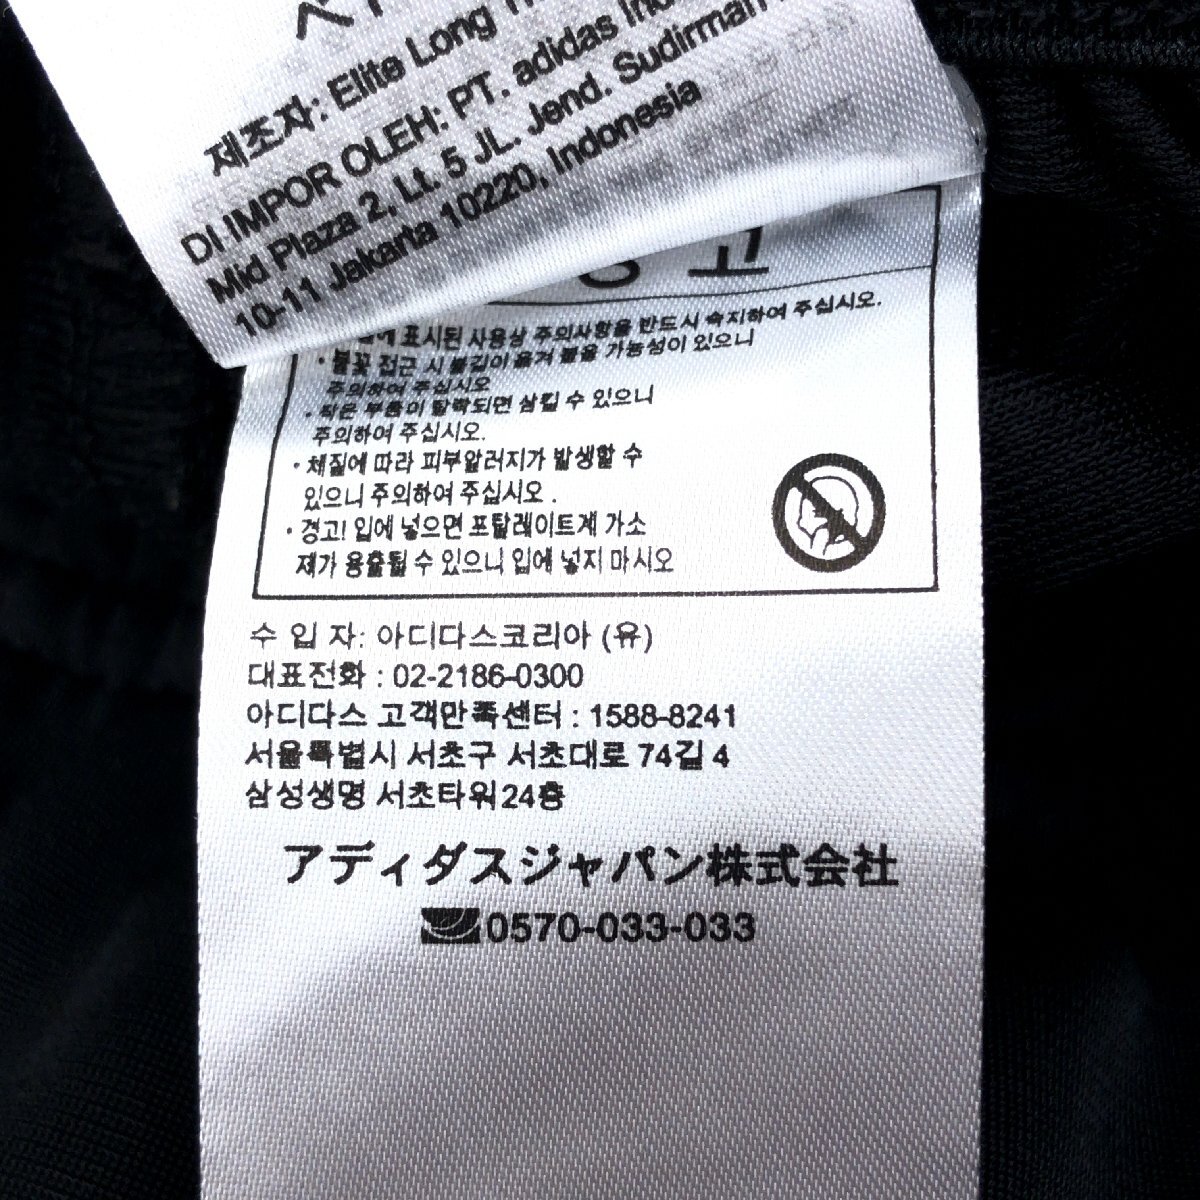 제조자: Elite Long
DI IMPOR OLEH: PT. adidas
Mid Plaza 2, Lt. 5 JL. Jend. Sudirman
10-11 Jakarta 10220, Indonesia
경 고
표시된 사용상 주의사항을 반드시 숙지하여 주십시오.
· 불꽃 접근 시 불길이 옮겨 붙을 가능성이 있으니
주의하여 주십시오
· 작은 부품이 탈락되면 삼킬 수 있으니
주의하여 주십시오.
· 체질에 따라 피부알러지가 발생할 수
있으니 주의하여 주십시오 .
· 경고! 입에 넣으면 포탈레이트계 가소
제가 용출될 수 있으니 입에 넣지 마시오
수 입 자: 아디다스코리아 (유)
대표전화 : 02-2186-0300
아디다스 고객만족센터 : 1588-8241
서울특별시 서초구 서초대로 74길 4
삼성생명 서초타워24층
アディダスジャパン株式会社
0570-033-033